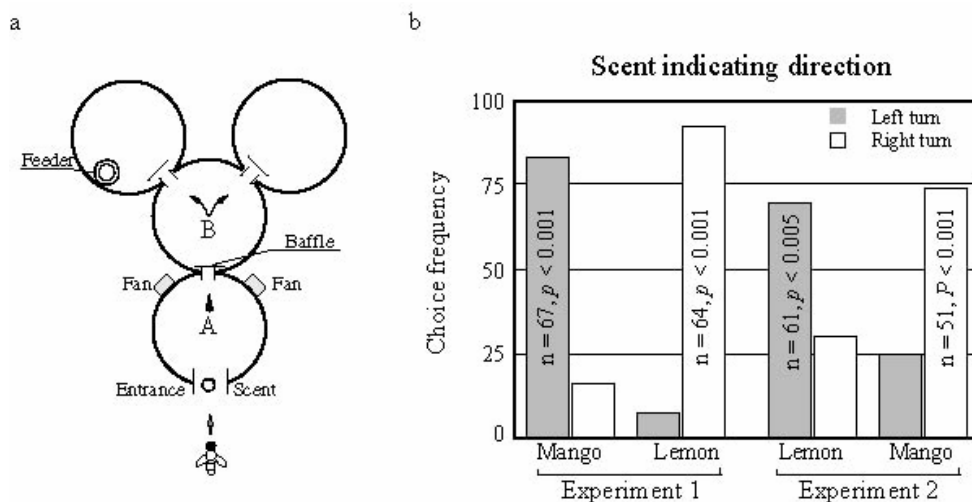 a
Feeder
B
Baffle
Fan
Fan
A
Entrance
Scent
b
Scent indicating direction
Left turn
Right turn
Choice frequency
100
75
50
25
0
n = 67, p < 0.001
n = 64, p < 0.001
n = 61, p < 0.005
n = 51, P < 0.001
Mango
Lemon
Lemon
Mango
Experiment 1
Experiment 2